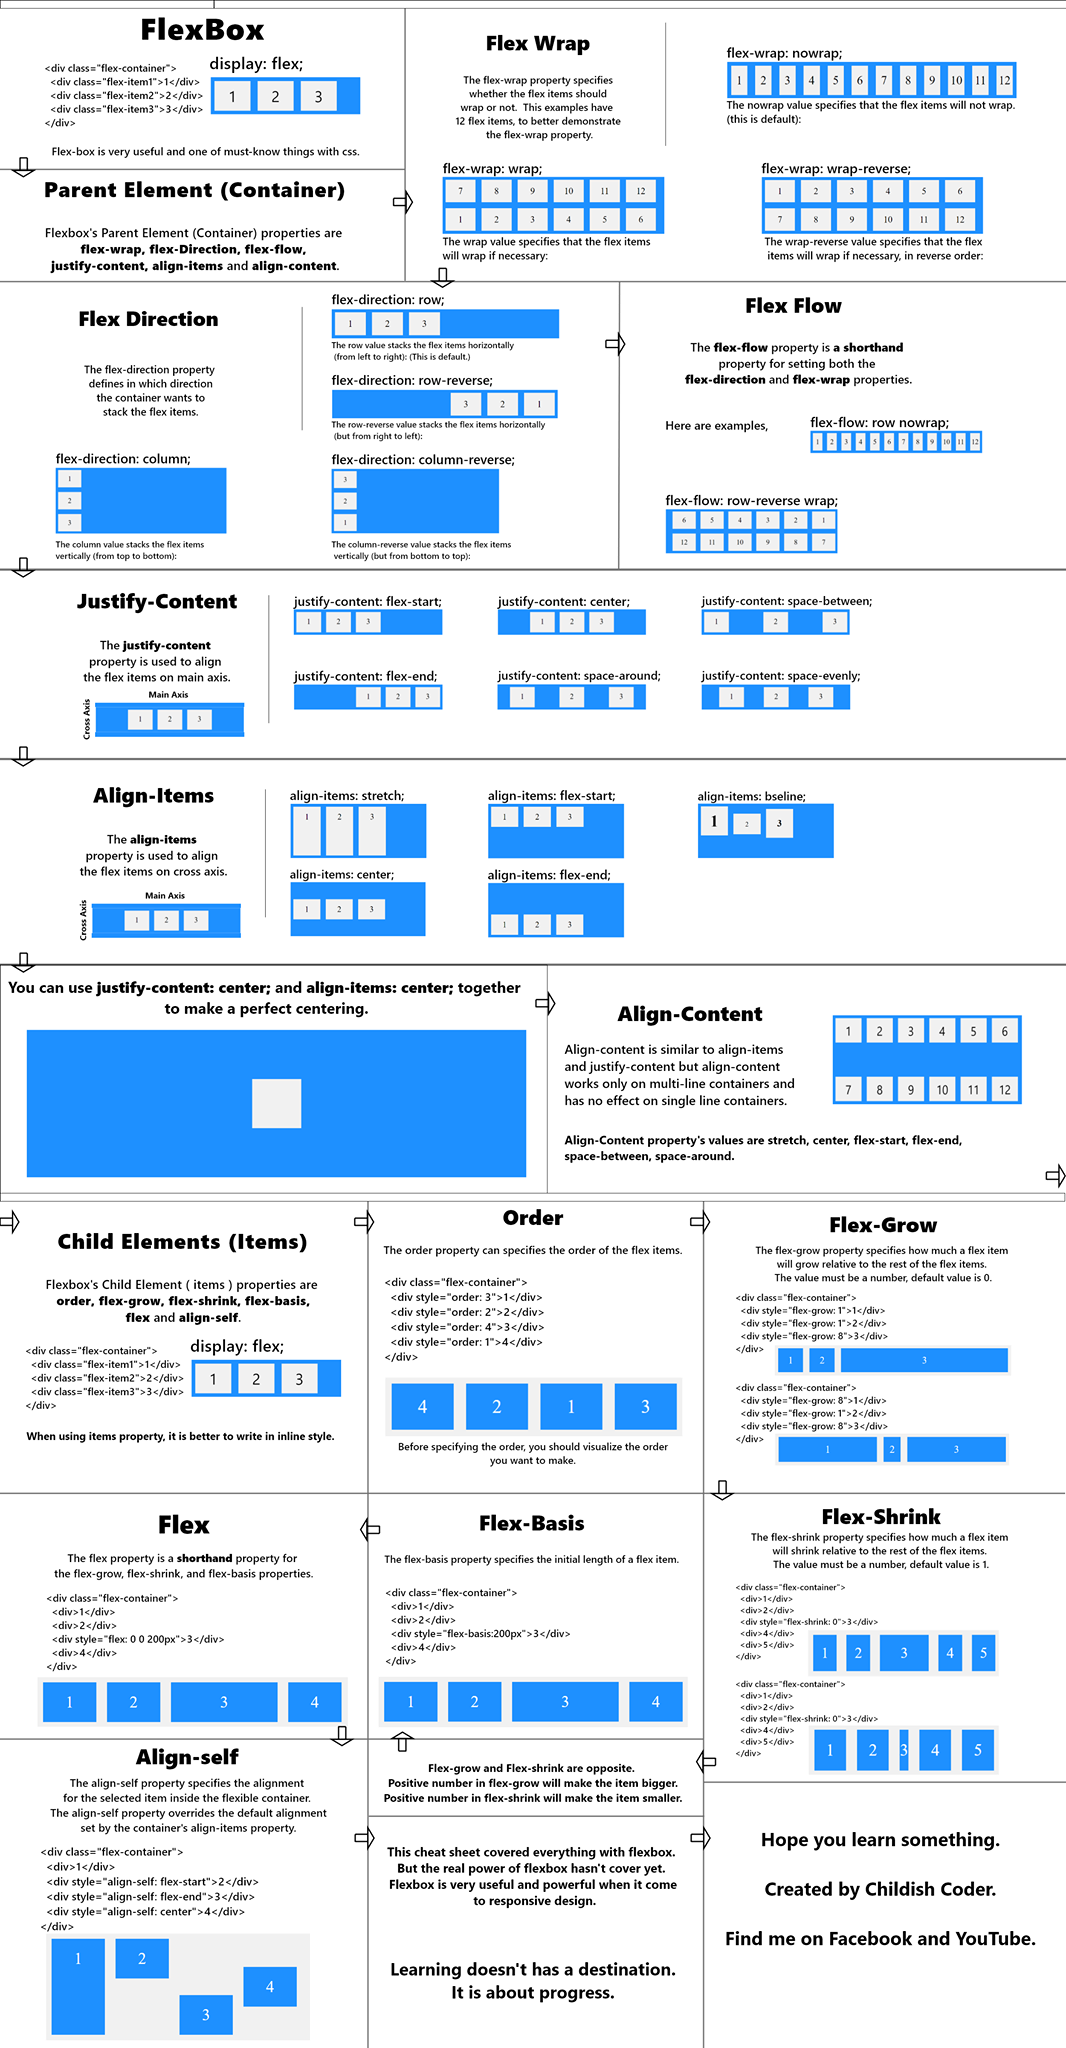 FlexBox
<div class="flex-container">
<div class="flex-item1">1</div>
<div class="flex-item2">2</div>
<div class="flex-item3">3</div>
</div>
display: flex;
1 2 3
Flex-box is very useful and one of must-know things with css.
Parent Element (Container)
Flexbox's Parent Element (Container) properties are
flex-wrap, flex-Direction, flex-flow,
justify-content, align-items and align-content.
Flex Wrap
The flex-wrap property specifies
whether the flex items should
wrap or not. This examples have
12 flex items, to better demonstrate
the flex-wrap property.
flex-wrap: nowrap;
1 2 3 4 5 6 7 8 9 10 11 12
The nowrap value specifies that the flex items will not wrap.
(this is default):
flex-wrap: wrap;
7 8 9 10 11 12
1 2 3 4 5 6
The wrap value specifies that the flex items
will wrap if necessary:
flex-wrap: wrap-reverse;
1 2 3 4 5 6
7 8 9 10 11 12
The wrap-reverse value specifies that the flex
items will wrap if necessary, in reverse order:
Flex Direction
The flex-direction property
defines in which direction
the container wants to
stack the flex items.
flex-direction: row;
1 2 3
The row value stacks the flex items horizontally
(from left to right): (This is default.)
flex-direction: row-reverse;
3 2 1
The row-reverse value stacks the flex items horizontally
(but from right to left):
flex-direction: column;
1
2
3
The column value stacks the flex items
vertically (from top to bottom):
flex-direction: column-reverse;
3
2
1
The column-reverse value stacks the flex items
vertically (but from bottom to top):
Flex Flow
The flex-flow property is a shorthand
property for setting both the
flex-direction and flex-wrap properties.
Here are examples,
flex-flow: row nowrap;
1 2 3 4 5 6 7 8 9 10 11 12
flex-flow: row-reverse wrap;
6 5 4 3 2 1
12 11 10 9 8 7
Justify-Content
The justify-content
property is used to align
the flex items on main axis.
Main Axis
Cross Axis
1 2 3
justify-content: flex-start;
1 2 3
justify-content: center;
1 2 3
justify-content: space-between;
1 2 3
justify-content: flex-end;
1 2 3
justify-content: space-around;
1 2 3
justify-content: space-evenly;
1 2 3
Align-Items
The align-items
property is used to align
the flex items on cross axis.
Main Axis
Cross Axis
1 2 3
align-items: stretch;
1 2 3
align-items: flex-start;
1 2 3
align-items: bseline;
1 2 3
align-items: center;
1 2 3
align-items: flex-end;
1 2 3
You can use justify-content: center; and align-items: center; together
to make a perfect centering.
Align-Content
Align-content is similar to align-items
and justify-content but align-content
works only on multi-line containers and
has no effect on single line containers.
1 2 3 4 5 6
7 8 9 10 11 12
Align-Content property's values are stretch, center, flex-start, flex-end,
space-between, space-around.
Child Elements (Items)
Flexbox's Child Element ( items ) properties are
order, flex-grow, flex-shrink, flex-basis,
flex and align-self.
<div class="flex-container">
<div class="flex-item1">1</div>
<div class="flex-item2">2</div>
<div class="flex-item3">3</div>
</div>
display: flex;
1 2 3
When using items property, it is better to write in inline style.
Order
The order property can specifies the order of the flex items.
<div class="flex-container">
<div style="order: 3">1</div>
<div style="order: 2">2</div>
<div style="order: 4">3</div>
<div style="order: 1">4</div>
</div>
4 2 1 3
Before specifying the order, you should visualize the order
you want to make.
Flex-Grow
The flex-grow property specifies how much a flex item
will grow relative to the rest of the flex items.
The value must be a number, default value is 0.
<div class="flex-container">
<div style="flex-grow: 1">1</div>
<div style="flex-grow: 1">2</div>
<div style="flex-grow: 8">3</div>
</div>
1 2 3
<div class="flex-container">
<div style="flex-grow: 8">1</div>
<div style="flex-grow: 1">2</div>
<div style="flex-grow: 8">3</div>
</div>
1 2 3
Flex
The flex property is a shorthand property for
the flex-grow, flex-shrink, and flex-basis properties.
<div class="flex-container">
<div>1</div>
<div>2</div>
<div style="flex: 0 0 200px">3</div>
<div>4</div>
</div>
1 2 3 4
Flex-Basis
The flex-basis property specifies the initial length of a flex item.
<div class="flex-container">
<div>1</div>
<div>2</div>
<div style="flex-basis:200px">3</div>
<div>4</div>
</div>
1 2 3 4
Flex-Shrink
The flex-shrink property specifies how much a flex item
will shrink relative to the rest of the flex items.
The value must be a number, default value is 1.
<div class="flex-container">
<div>1</div>
<div>2</div>
<div style="flex-shrink: 0">3</div>
<div>4</div>
<div>5</div>
</div>
1 2 3 4 5
<div class="flex-container">
<div>1</div>
<div>2</div>
<div style="flex-shrink: 0">3</div>
<div>4</div>
<div>5</div>
</div>
1 2 3 4 5
Align-self
The align-self property specifies the alignment
for the selected item inside the flexible container.
The align-self property overrides the default alignment
set by the container's align-items property.
<div class="flex-container">
<div>1</div>
<div style="align-self: flex-start">2</div>
<div style="align-self: flex-end">3</div>
<div style="align-self: center">4</div>
</div>
1 2 3 4
Flex-grow and Flex-shrink are opposite.
Positive number in flex-grow will make the item bigger.
Positive number in flex-shrink will make the item smaller.
This cheat sheet covered everything with flexbox.
But the real power of flexbox hasn't cover yet.
Flexbox is very useful and powerful when it come
to responsive design.
Learning doesn't has a destination.
It is about progress.
Hope you learn something.
Created by Childish Coder.
Find me on Facebook and YouTube.